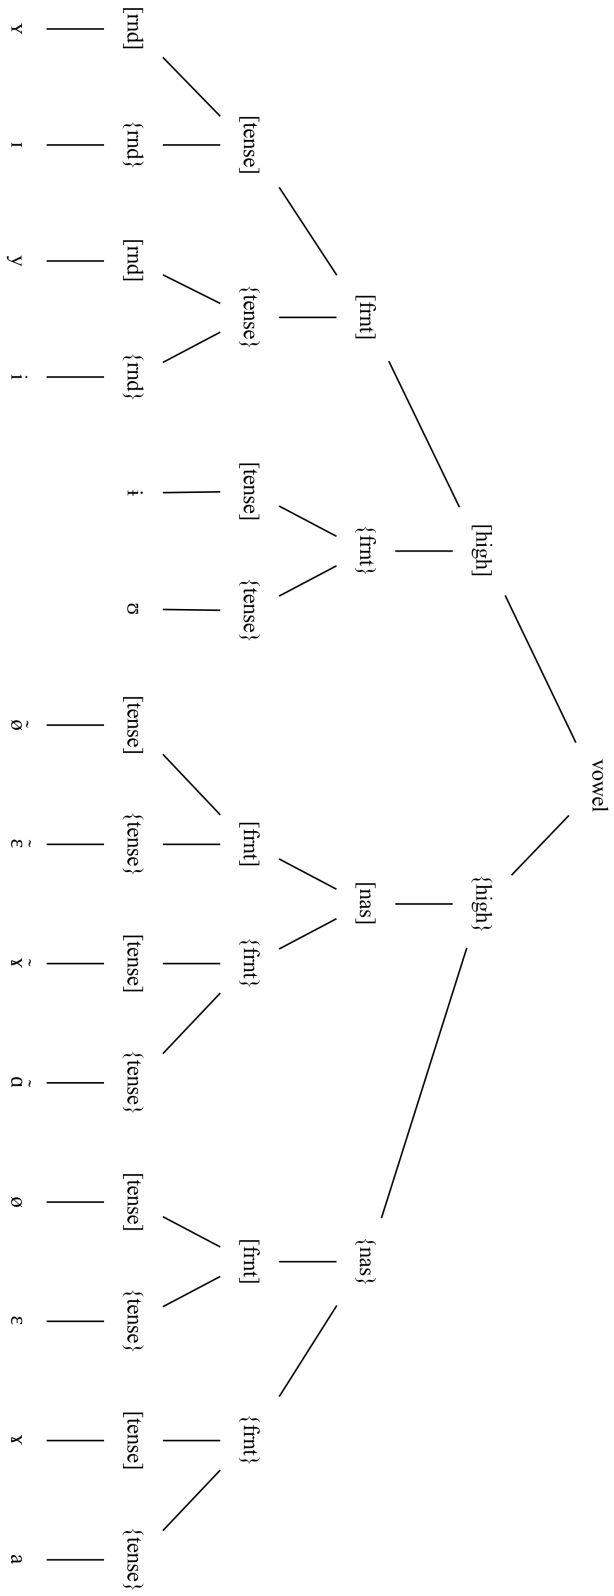 vowel
[high] {high}
[frnt] {frnt} [nas] {nas}
[tense] {tense} [tense] {tense} [frnt] {frnt} [frnt] {frnt}
[rnd] {rnd} [rnd] {rnd} ɨ ʊ [tense] {tense} [tense] {tense} [tense] {tense} [tense] {tense}
ʏ ɪ y i ø̃ ɛ̃ ɤ̃ ɑ̃ ø ɛ ɤ a